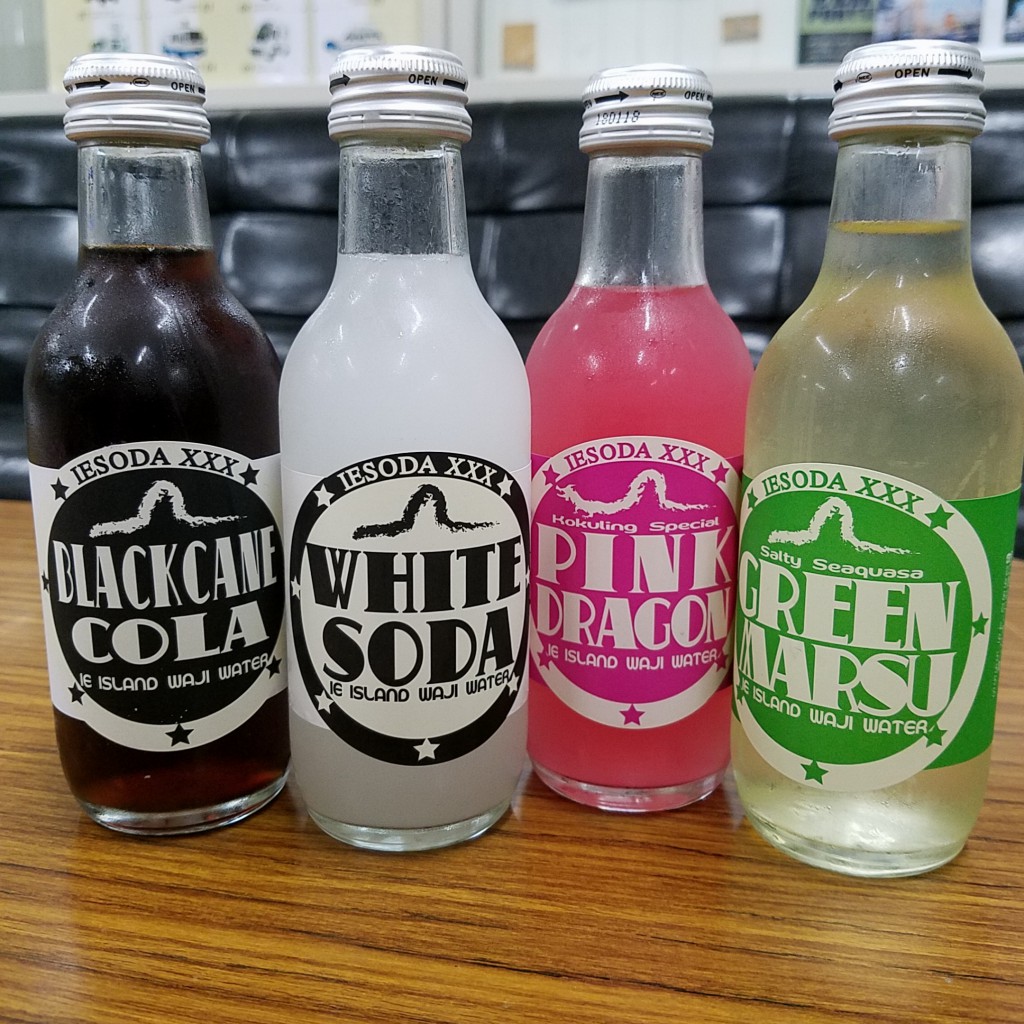 OPEN
OPEN
OPEN
180118
OPEN
IESODA XXX
BLACKCANE
COLA
IE ISLAND WAJI WATER
IESODA XXX
WHITE
SODA
IE ISLAND WAJI WATER
IESODA XXX
Kokuling Special
PINK
DRAGON
IE ISLAND WAJI WATER
IESODA XXX
Salty Seaquasa
GREEN
MARSU
IE ISLAND WAJI WATER